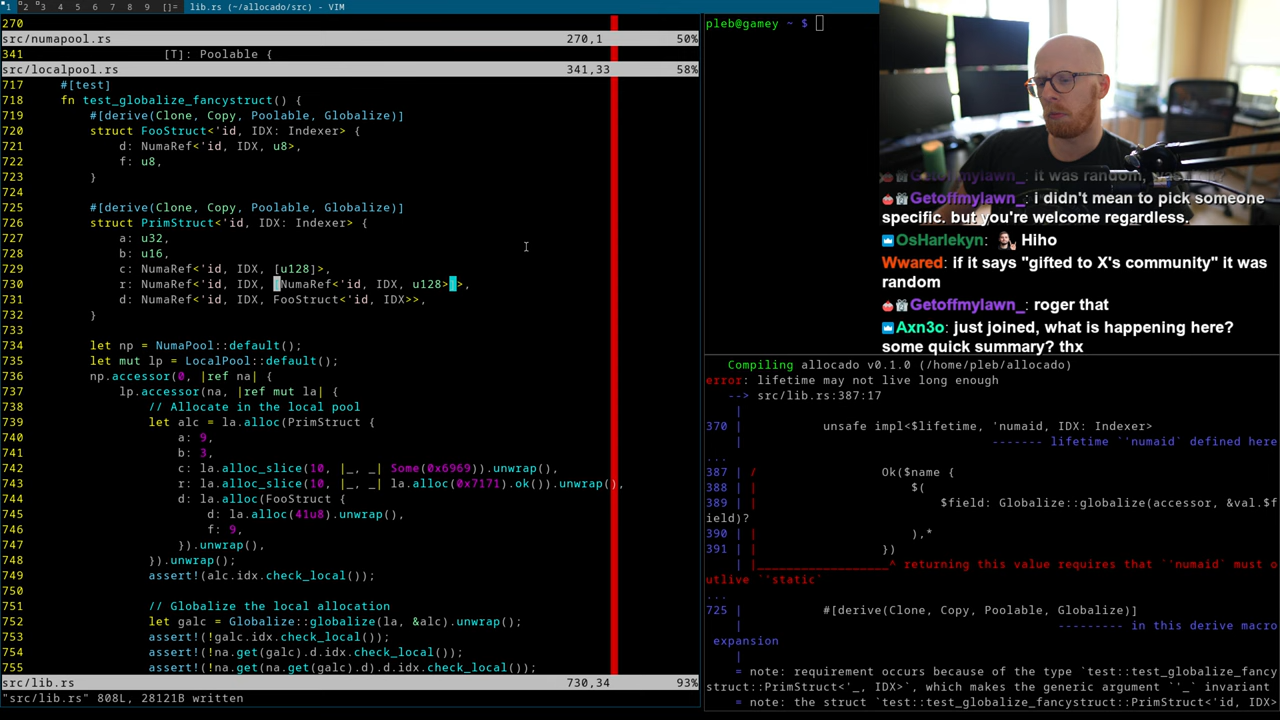 1 2 3 4 5 6 7 8 9 []= lib.rs (~/allocado/src) - VIM
270
src/numapool.rs 270,1 50%
341 [T]: Poolable {
src/localpool.rs 341,33 58%
717 #[test]
718 fn test_globalize_fancystruct() {
719 #[derive(Clone, Copy, Poolable, Globalize)]
720 struct FooStruct<'id, IDX: Indexer> {
721 d: NumaRef<'id, IDX, u8>,
722 f: u8,
723 }
724
725 #[derive(Clone, Copy, Poolable, Globalize)]
726 struct PrimStruct<'id, IDX: Indexer> {
727 a: u32,
728 b: u16,
729 c: NumaRef<'id, IDX, [u128]>,
730 r: NumaRef<'id, IDX, [NumaRef<'id, IDX, u128>]>,
731 d: NumaRef<'id, IDX, FooStruct<'id, IDX>>,
732 }
733
734 let np = NumaPool::default();
735 let mut lp = LocalPool::default();
736 np.accessor(0, |ref na| {
737 lp.accessor(na, |ref mut la| {
738 // Allocate in the local pool
739 let alc = la.alloc(PrimStruct {
740 a: 9,
741 b: 3,
742 c: la.alloc_slice(10, |_, _| Some(0x6969)).unwrap(),
743 r: la.alloc_slice(10, |_, _| la.alloc(0x7171).ok()).unwrap(),
744 d: la.alloc(FooStruct {
745 d: la.alloc(41u8).unwrap(),
746 f: 9,
747 }).unwrap(),
748 }).unwrap();
749 assert!(alc.idx.check_local());
750
751 // Globalize the local allocation
752 let galc = Globalize::globalize(la, &alc).unwrap();
753 assert!(!galc.idx.check_local());
754 assert!(!na.get(galc).d.idx.check_local());
755 assert!(!na.get(na.get(galc).d).d.idx.check_local());
src/lib.rs 730,34 93%
"src/lib.rs" 808L, 28121B written
pleb@gamey ~ $
Compiling allocado v0.1.0 (/home/pleb/allocado)
error: lifetime may not live long enough
--> src/lib.rs:387:17
|
370 | unsafe impl<$lifetime, 'numaid, IDX: Indexer>
| ------- lifetime `'numaid` defined here
...
387 | / Ok($name {
388 | | $(
389 | | $field: Globalize::globalize(accessor, &val.$f
ield)?
390 | | ),*
391 | | })
| |__________________^ returning this value requires that `'numaid` must o
utlive `'static`
...
725 | #[derive(Clone, Copy, Poolable, Globalize)]
| --------- in this derive macro
expansion
|
= note: requirement occurs because of the type `test::test_globalize_fancy
struct::PrimStruct<'_, IDX>`, which makes the generic argument `'_` invariant
= note: the struct `test::test_globalize_fancystruct::PrimStruct<'id, IDX>
Getoffmylawn_: i didn't mean to pick someone
specific. but you're welcome regardless.
OsHarlekyn: Hiho
Wwared: if it says "gifted to X's community" it was
random
Getoffmylawn_: roger that
Axn3o: just joined, what is happening here?
some quick summary? thx